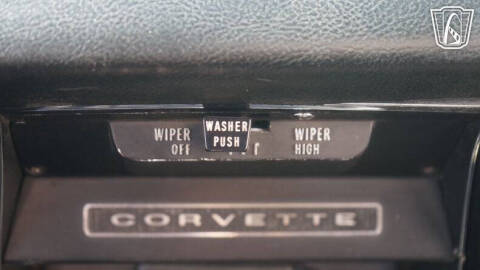 WIPER WASHER WIPER
OFF PUSH HIGH
CORVETTE